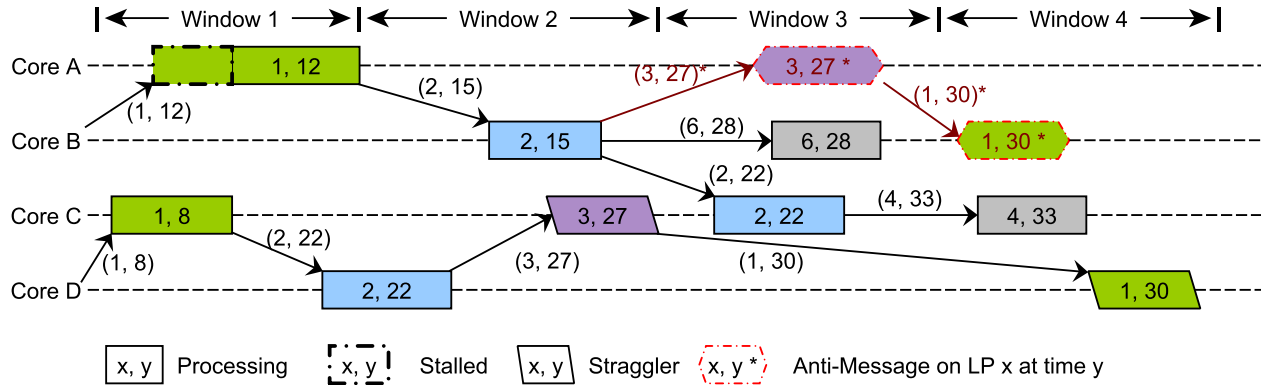 Window 1 Window 2 Window 3 Window 4
Core A 1, 12 3, 27 *
(1, 12) (2, 15) (3, 27)* (1, 30)*
Core B 2, 15 6, 28 1, 30 *
(6, 28)
(2, 22)
Core C 1, 8 3, 27 2, 22 4, 33
(4, 33)
(1, 8) (2, 22) (3, 27) (1, 30)
Core D 2, 22 1, 30
x, y Processing x, y Stalled x, y Straggler x, y * Anti-Message on LP x at time y